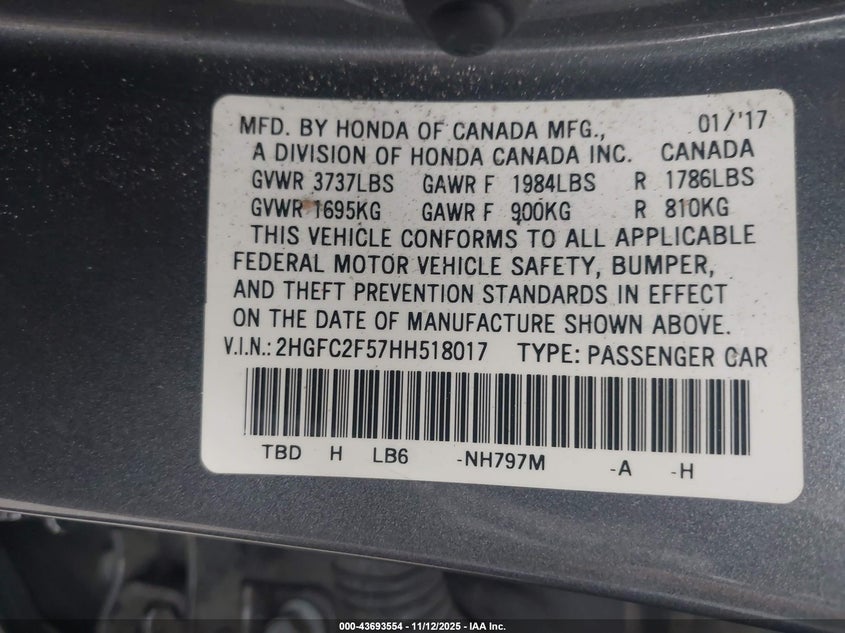 MFD. BY HONDA OF CANADA MFG., 01/'17
A DIVISION OF HONDA CANADA INC. CANADA
GVWR 3737LBS GAWR F 1984LBS R 1786LBS
GVWR 1695KG GAWR F 900KG R 810KG
THIS VEHICLE CONFORMS TO ALL APPLICABLE
FEDERAL MOTOR VEHICLE SAFETY, BUMPER,
AND THEFT PREVENTION STANDARDS IN EFFECT
ON THE DATE OF MANUFACTURE SHOWN ABOVE.
V.I.N.: 2HGFC2F57HH518017 TYPE: PASSENGER CAR
TBD H LB6 -NH797M -A -H
000-43693554 - 11/12/2025 - IAA Inc.